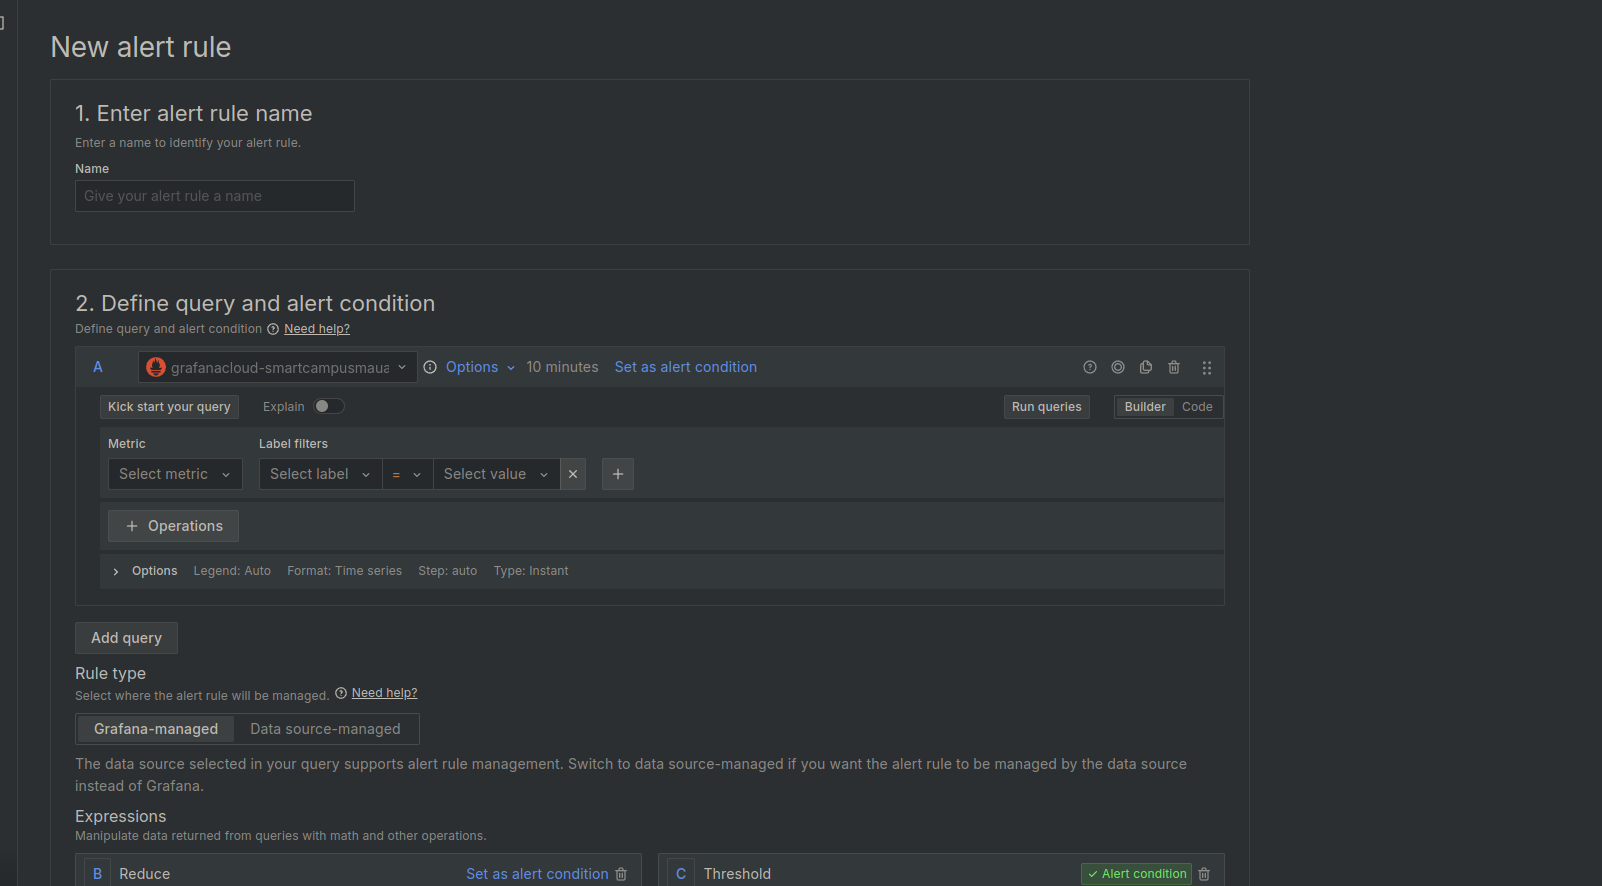 New alert rule
1. Enter alert rule name
Enter a name to identify your alert rule.
Name
Give your alert rule a name
2. Define query and alert condition
Define query and alert condition Need help?
A grafanacloud-smartcampusmaua Options 10 minutes Set as alert condition
Kick start your query Explain Run queries Builder Code
Metric Label filters
Select metric Select label = Select value
+ Operations
Options Legend: Auto Format: Time series Step: auto Type: Instant
Add query
Rule type
Select where the alert rule will be managed. Need help?
Grafana-managed Data source-managed
The data source selected in your query supports alert rule management. Switch to data source-managed if you want the alert rule to be managed by the data source
instead of Grafana.
Expressions
Manipulate data returned from queries with math and other operations.
B Reduce Set as alert condition C Threshold Alert condition